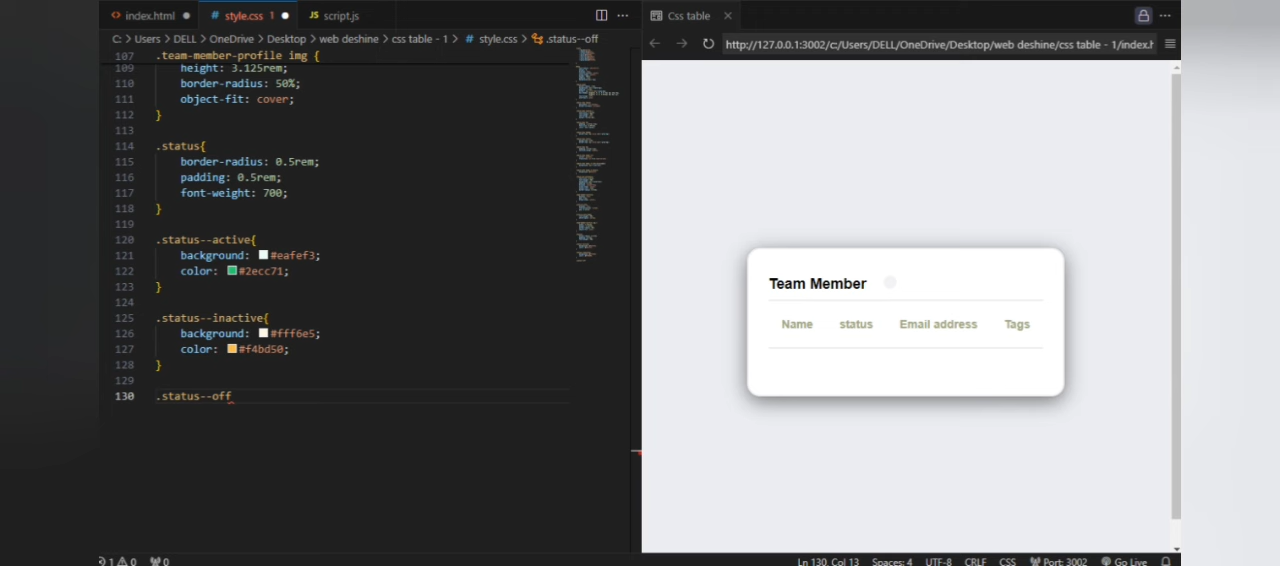 index.html
style.css 1
script.js
C: > Users > DELL > OneDrive > Desktop > web deshine > css table - 1 > # style.css > .status--off
107 .team-member-profile img {
109 height: 3.125rem;
110 border-radius: 50%;
111 object-fit: cover;
112 }
113
114 .status{
115 border-radius: 0.5rem;
116 padding: 0.5rem;
117 font-weight: 700;
118 }
119
120 .status--active{
121 background: #eafef3;
122 color: #2ecc71;
123 }
124
125 .status--inactive{
126 background: #fff6e5;
127 color: #f4bd50;
128 }
129
130 .status--off
1 0 0
Ln 130, Col 13 Spaces: 4 UTF-8 CRLF CSS Port: 3002 Go Live
Css table
http://127.0.0.1:3002/c:/Users/DELL/OneDrive/Desktop/web deshine/css table - 1/index.h
Team Member
Name status Email address Tags